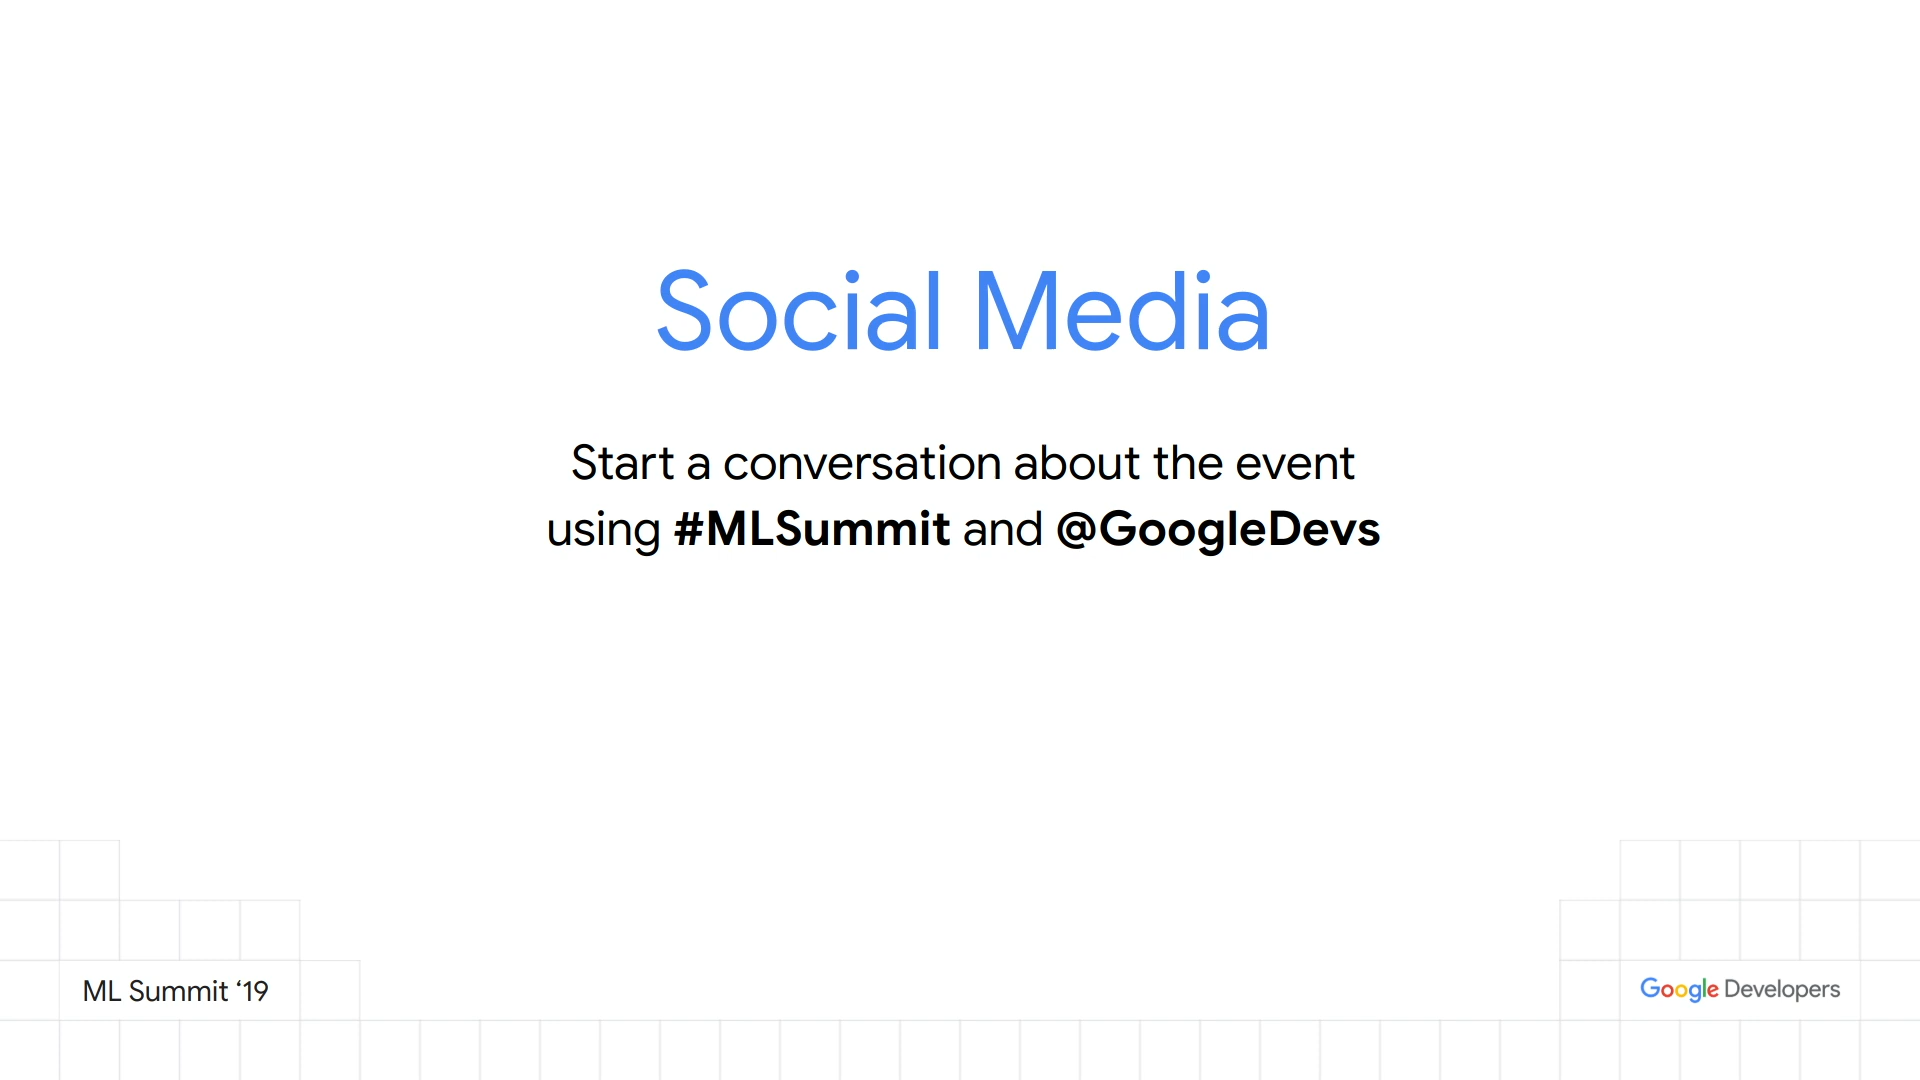 Social Media
Start a conversation about the event
using #MLSummit and @GoogleDevs
ML Summit ‘19
Google Developers